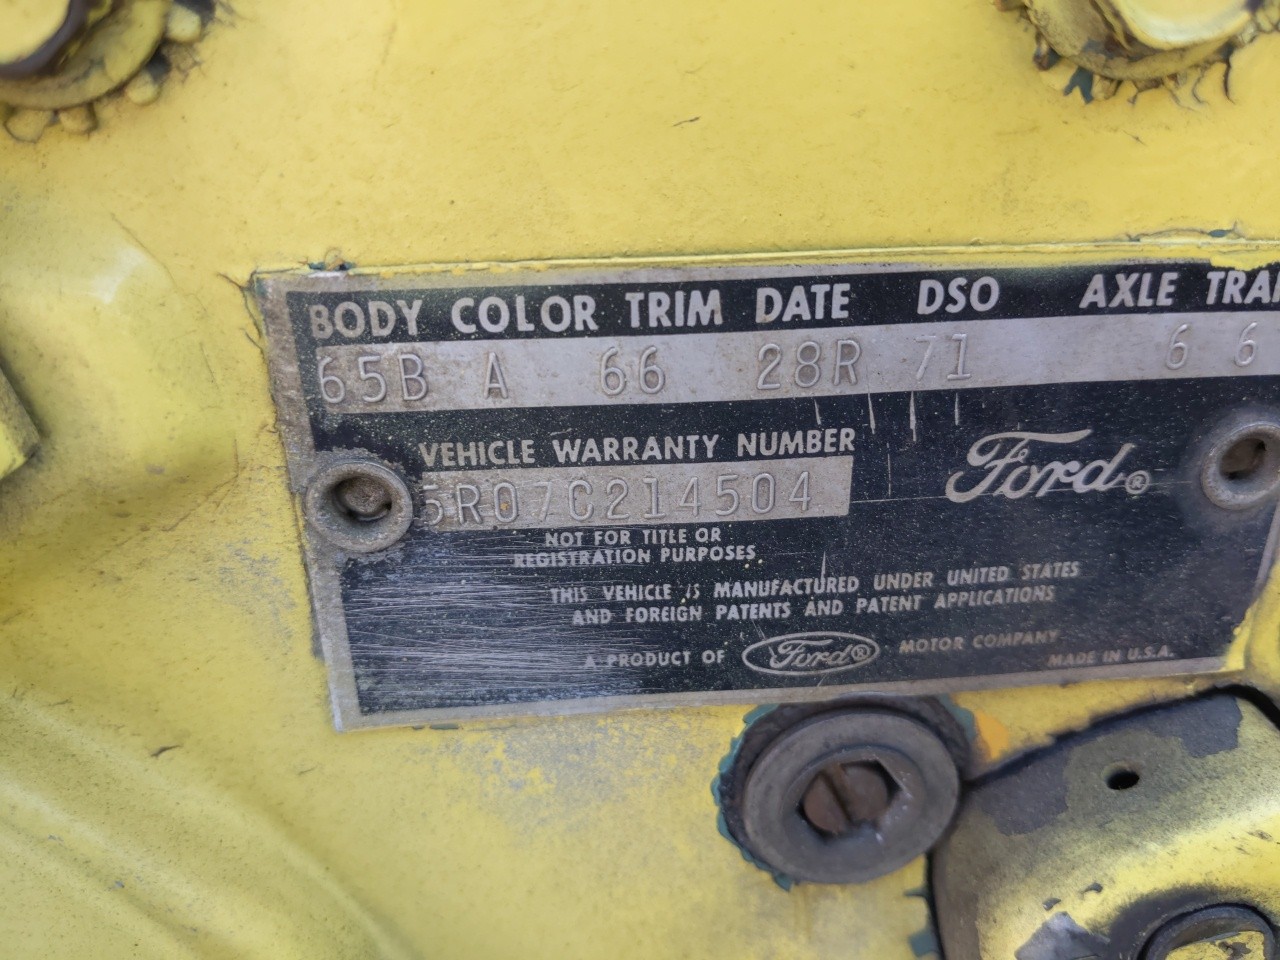 BODY COLOR TRIM DATE DSO AXLE TRAN
65B A 66 28R 71 6 6
VEHICLE WARRANTY NUMBER
5R07C214504
Ford®
NOT FOR TITLE OR
REGISTRATION PURPOSES
THIS VEHICLE IS MANUFACTURED UNDER UNITED STATES
AND FOREIGN PATENTS AND PATENT APPLICATIONS
A PRODUCT OF Ford® MOTOR COMPANY
MADE IN U.S.A.